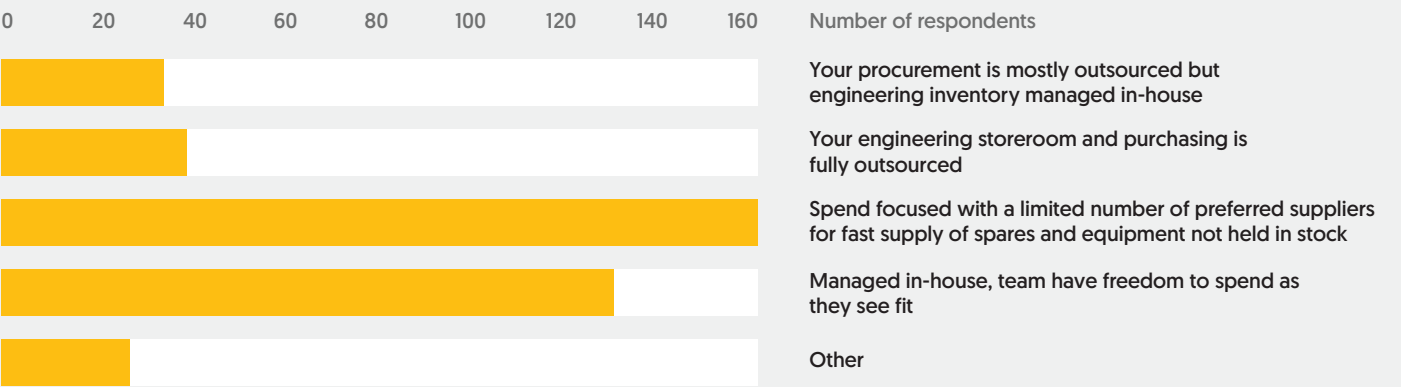 0 20 40 60 80 100 120 140 160 Number of respondents
Your procurement is mostly outsourced but
engineering inventory managed in-house
Your engineering storeroom and purchasing is
fully outsourced
Spend focused with a limited number of preferred suppliers
for fast supply of spares and equipment not held in stock
Managed in-house, team have freedom to spend as
they see fit
Other